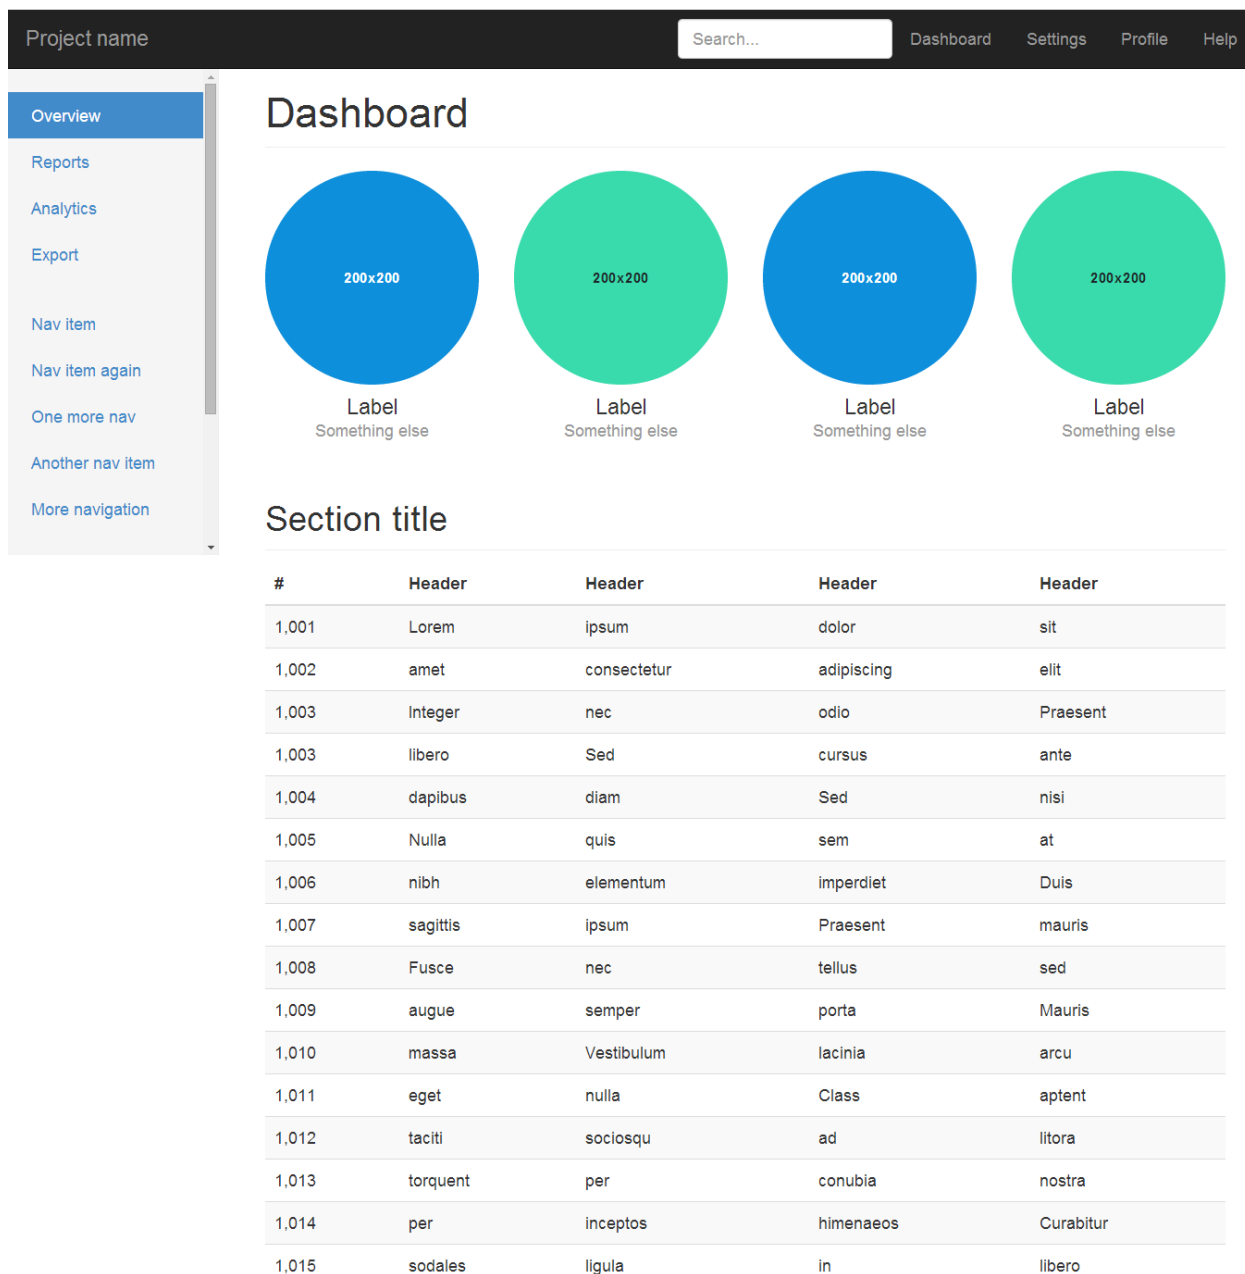 Project name Search... Dashboard Settings Profile Help
Overview
Reports
Analytics
Export
Nav item
Nav item again
One more nav
Another nav item
More navigation
Dashboard
200x200 200x200 200x200 200x200
Label Label Label Label
Something else Something else Something else Something else
Section title
# Header Header Header Header
1,001 Lorem ipsum dolor sit
1,002 amet consectetur adipiscing elit
1,003 Integer nec odio Praesent
1,003 libero Sed cursus ante
1,004 dapibus diam Sed nisi
1,005 Nulla quis sem at
1,006 nibh elementum imperdiet Duis
1,007 sagittis ipsum Praesent mauris
1,008 Fusce nec tellus sed
1,009 augue semper porta Mauris
1,010 massa Vestibulum lacinia arcu
1,011 eget nulla Class aptent
1,012 taciti sociosqu ad litora
1,013 torquent per conubia nostra
1,014 per inceptos himenaeos Curabitur
1,015 sodales ligula in libero